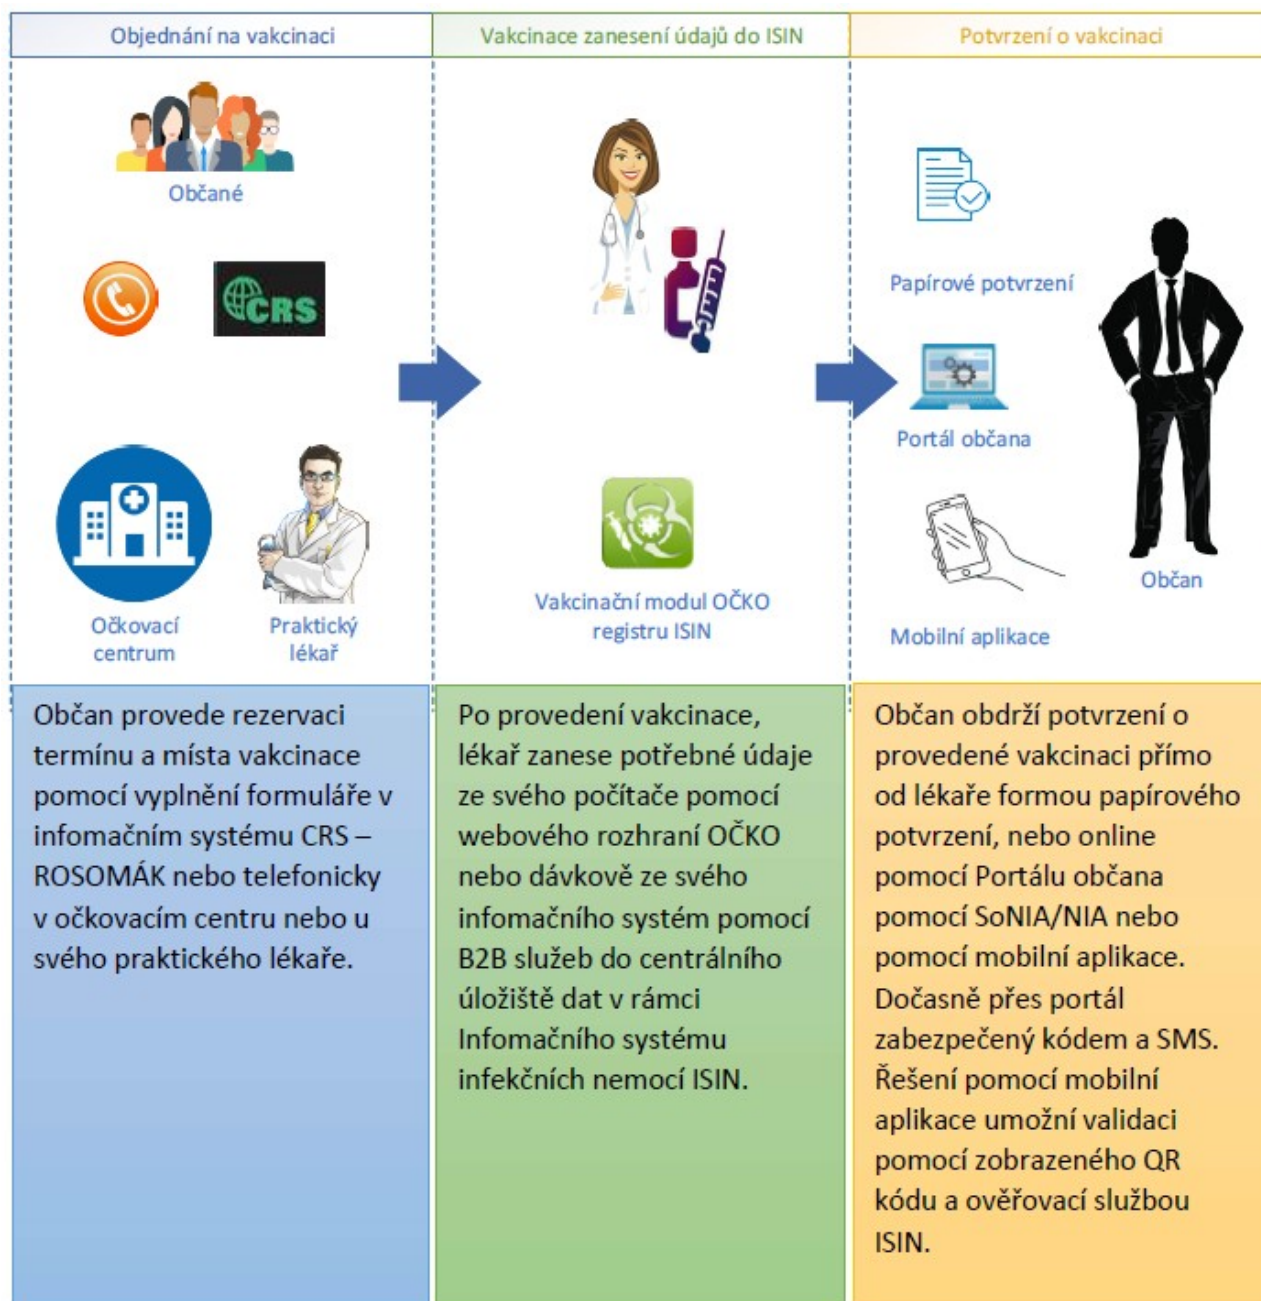 Objednání na vakcinaci
Vakcinace zanesení údajů do ISIN
Potvrzení o vakcinaci
Občané
CRS
Očkovací
centrum
Praktický
lékař
Vakcinační modul OČKO
registru ISIN
Papírové potvrzení
Portál občana
Mobilní aplikace
Občan
Občan provede rezervaci
termínu a místa vakcinace
pomocí vyplnění formuláře v
infomačním systému CRS –
ROSOMÁK nebo telefonicky
v očkovacím centru nebo u
svého praktického lékaře.
Po provedení vakcinace,
lékař zanese potřebné údaje
ze svého počítače pomocí
webového rozhraní OČKO
nebo dávkově ze svého
infomačního systém pomocí
B2B služeb do centrálního
úložiště dat v rámci
Infomačního systému
infekčních nemocí ISIN.
Občan obdrží potvrzení o
provedené vakcinaci přímo
od lékaře formou papírového
potvrzení, nebo online
pomocí Portálu občana
pomocí SoNIA/NIA nebo
pomocí mobilní aplikace.
Dočasně přes portál
zabezpečený kódem a SMS.
Řešení pomocí mobilní
aplikace umožní validaci
pomocí zobrazeného QR
kódu a ověřovací službou
ISIN.